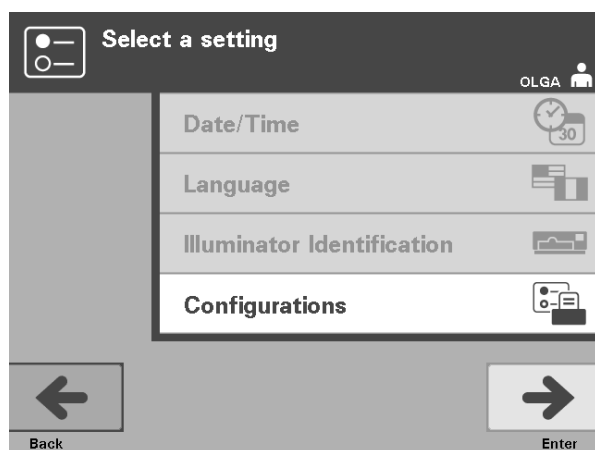 Select a setting
OLGA
Date/Time
30
Language
Illuminator Identification
Configurations
Back
Enter